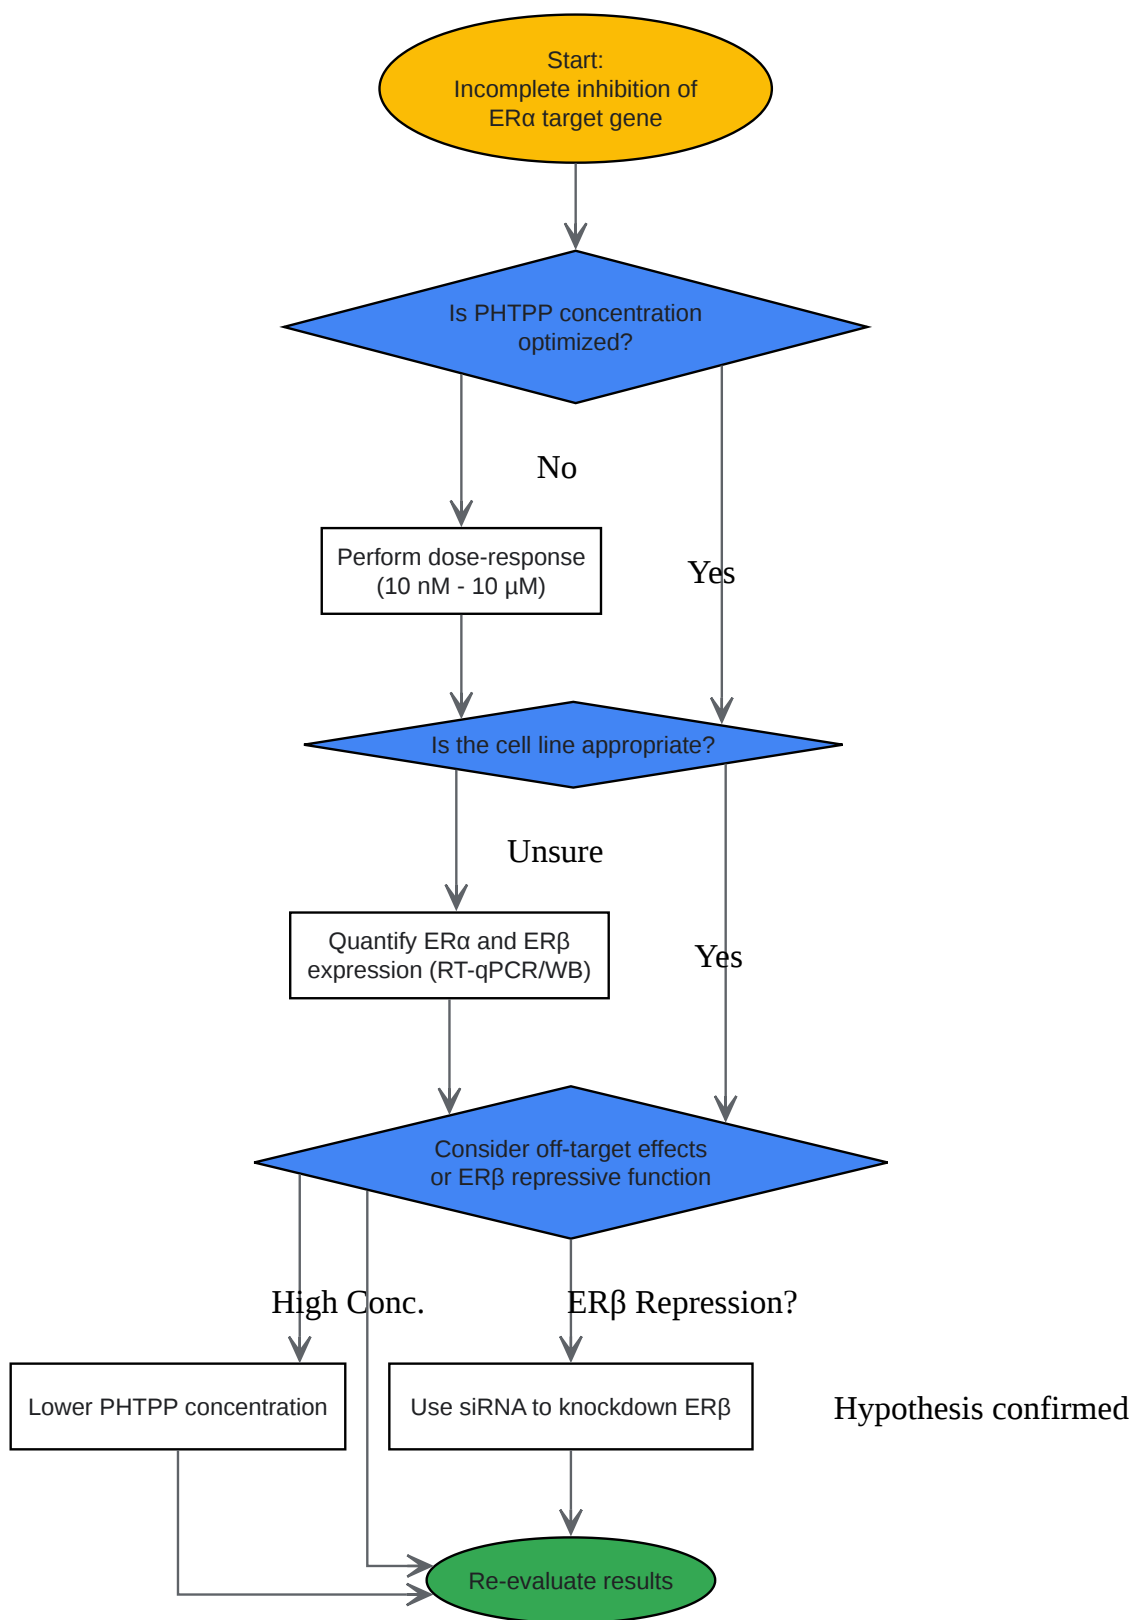 Start:
Incomplete inhibition of
ERα target gene
Is PHTPP concentration
optimized?
No
Perform dose-response
(10 nM - 10 µM)
Yes
Is the cell line appropriate?
Unsure
Quantify ERα and ERβ
expression (RT-qPCR/WB)
Yes
Consider off-target effects
or ERβ repressive function
High Conc.
ERβ Repression?
Lower PHTPP concentration
Use siRNA to knockdown ERβ
Hypothesis confirmed
Re-evaluate results